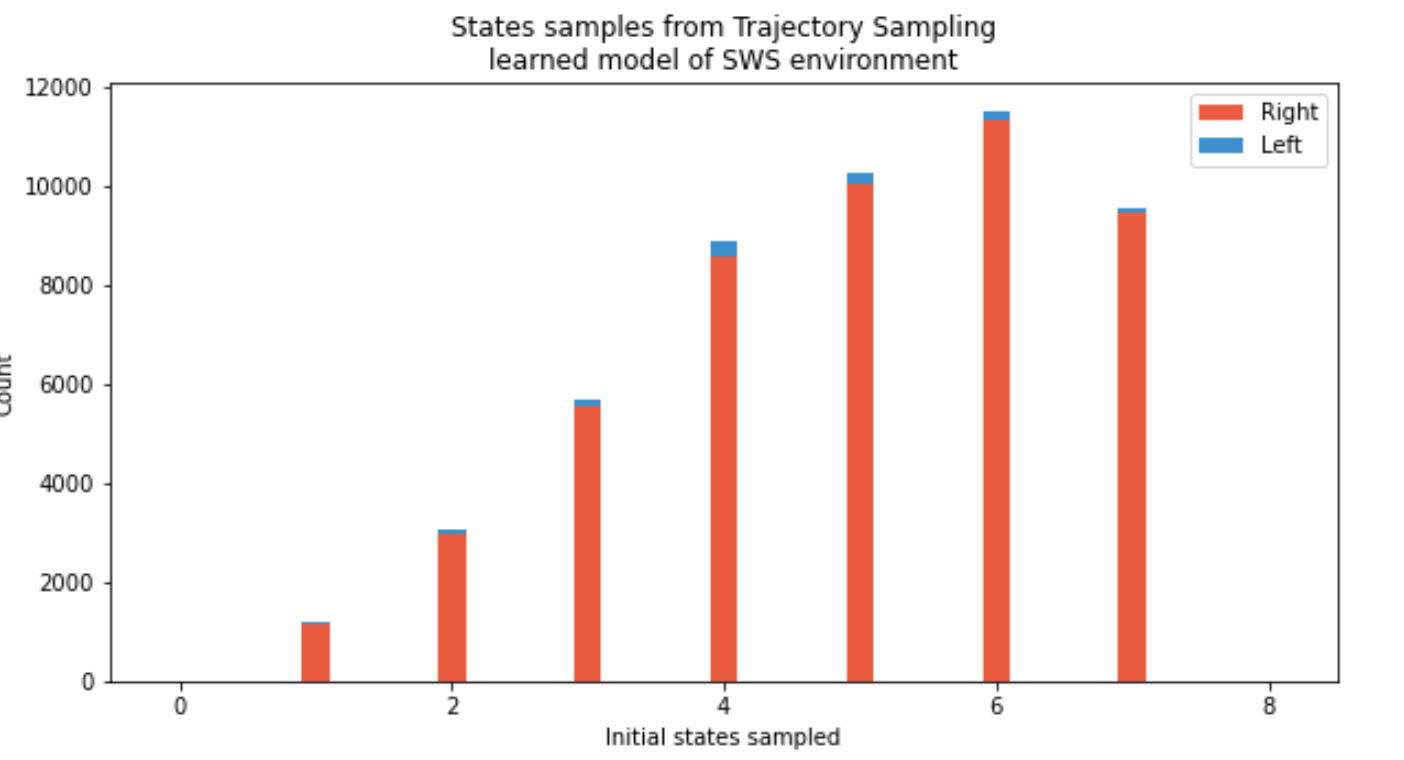 States samples from Trajectory Sampling
learned model of SWS environment
12000
10000
8000
6000
4000
2000
0
Count
Right
Left
0 2 4 6 8
Initial states sampled